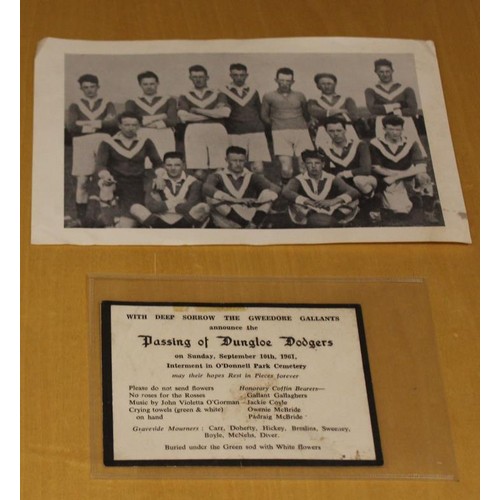 WITH DEEP SORROW THE GWEEDORE GALLANTS
announce the
Passing of Dungloe Dodgers
on Sunday, September 10th, 1961,
Interment in O'Donnell Park Cemetery
may their hopes Rest in Pieces forever
Please do not send flowers Honorary Coffin Bearers—
No roses for the Rosses Gallant Gallaghers
Music by John Violetta O'Gorman—Jackie Coyle
Crying towels (green & white) Owenie McBride
on hand Pádraig McBride
Graveside Mourners : Carr, Doherty, Hickey, Breslins, Sweeney,
Boyle, McNelis, Diver.
Buried under the Green sod with White flowers